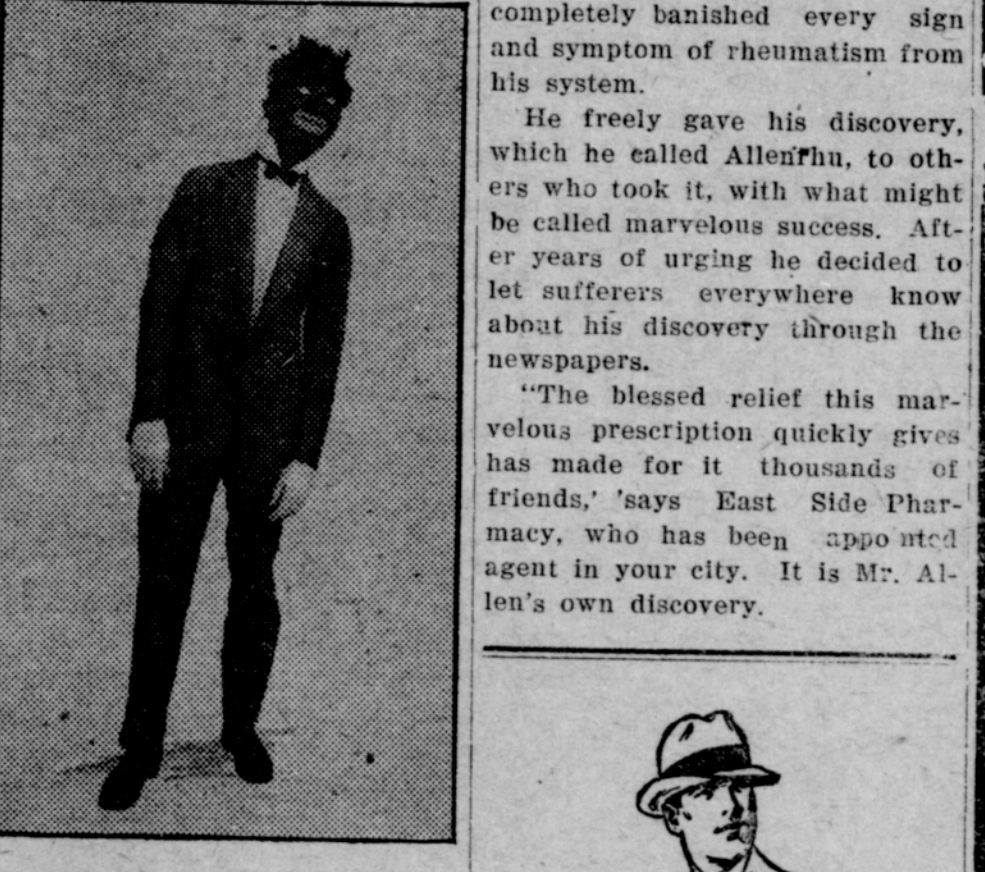 completely banished every sign
and symptom of rheumatism from
his system.
He freely gave his discovery,
which he called Allenrhu, to oth-
ers who took it, with what might
be called marvelous success. Aft-
er years of urging he decided to
let sufferers everywhere know
about his discovery through the
newspapers.
"The blessed relief this mar-
velous prescription quickly gives
has made for it thousands of
friends,' 'says East Side Phar-
macy, who has been appo nted
agent in your city. It is Mr. Al-
len's own discovery.